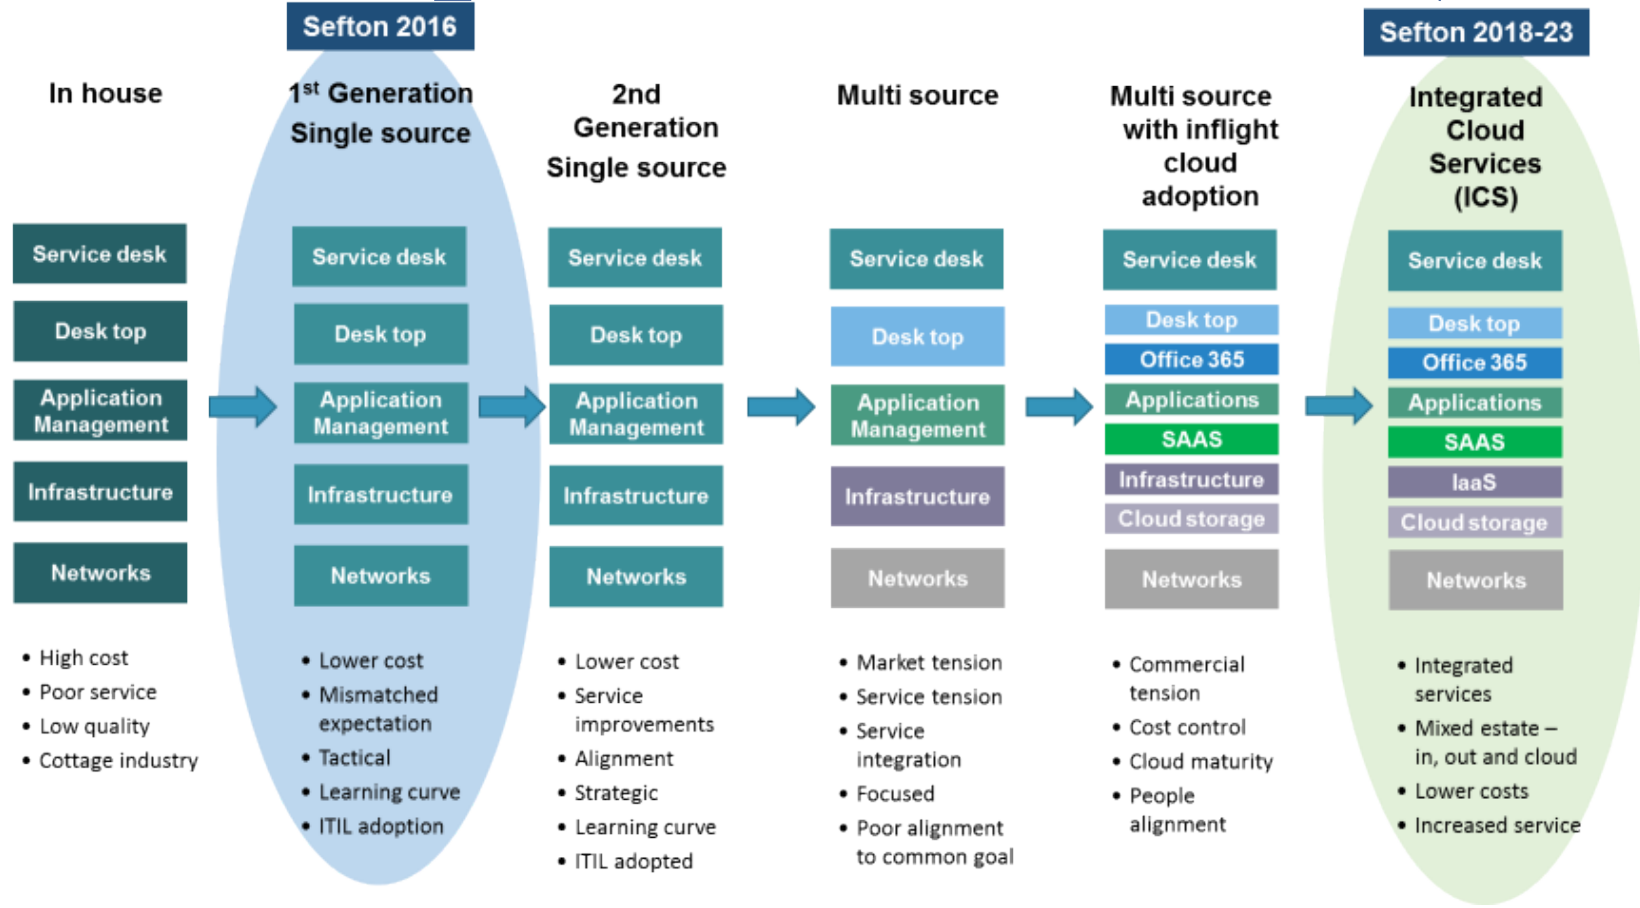 Sefton 2016
Sefton 2018-23
In house
1st Generation
Single source
2nd
Generation
Single source
Multi source
Multi source
with inflight
cloud
adoption
Integrated
Cloud
Services
(ICS)
Service desk
Desk top
Application
Management
Infrastructure
Networks
Service desk
Desk top
Application
Management
Infrastructure
Networks
Service desk
Desk top
Application
Management
Infrastructure
Networks
Service desk
Desk top
Application
Management
Infrastructure
Networks
Service desk
Desk top
Office 365
Applications
SAAS
Infrastructure
Cloud storage
Networks
Service desk
Desk top
Office 365
Applications
SAAS
IaaS
Cloud storage
Networks
• High cost
• Poor service
• Low quality
• Cottage industry
• Lower cost
• Mismatched
expectation
• Tactical
• Learning curve
• ITIL adoption
• Lower cost
• Service
improvements
• Alignment
• Strategic
• Learning curve
• ITIL adopted
• Market tension
• Service tension
• Service
integration
• Focused
• Poor alignment
to common goal
• Commercial
tension
• Cost control
• Cloud maturity
• People
alignment
• Integrated
services
• Mixed estate –
in, out and cloud
• Lower costs
• Increased service